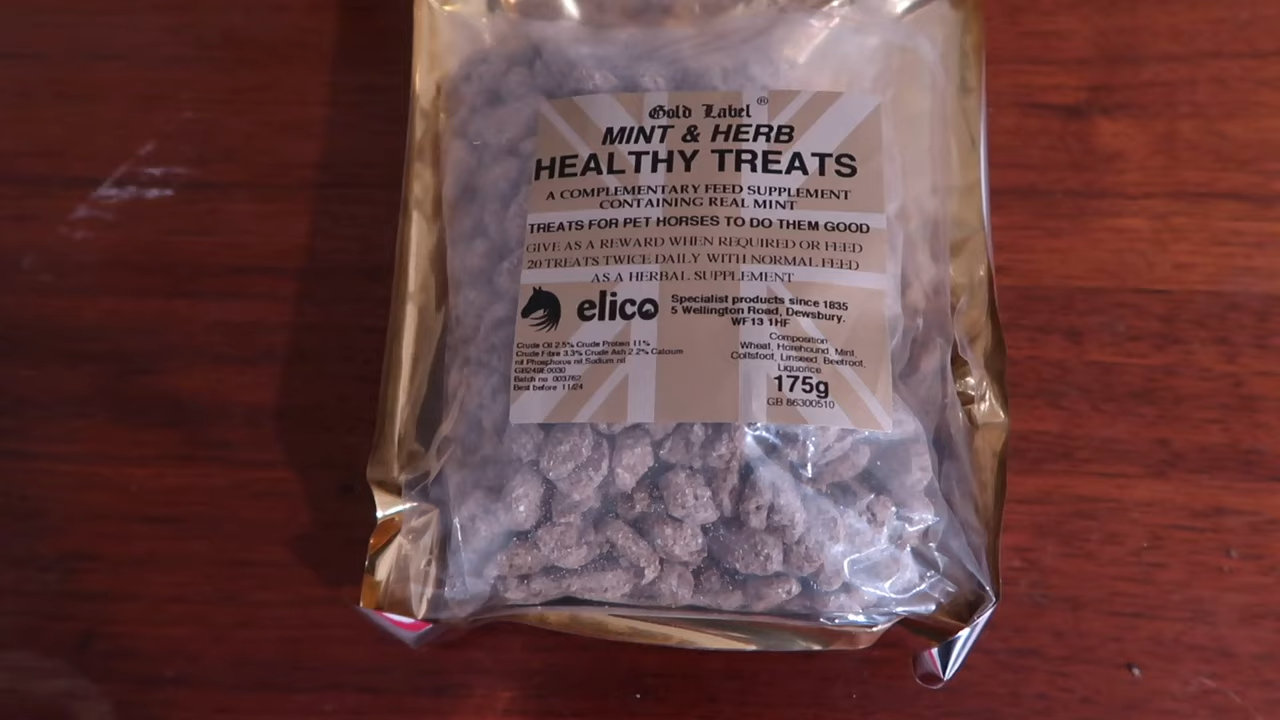 Gold Label®
MINT & HERB
HEALTHY TREATS
A COMPLEMENTARY FEED SUPPLEMENT
CONTAINING REAL MINT
TREATS FOR PET HORSES TO DO THEM GOOD
GIVE AS A REWARD WHEN REQUIRED OR FEED
20 TREATS TWICE DAILY WITH NORMAL FEED
AS A HERBAL SUPPLEMENT
elico
Specialist products since 1835
5 Wellington Road, Dewsbury.
WF13 1HF
Crude Oil 2.5% Crude Protein 11%
Crude Fibre 3.3% Crude Ash 2.2% Calcium
nil Phosphorus nil Sodium nil
Batch no 003762
Best before 11/24
Composition
Wheat, Horehound, Mint,
Coltsfoot, Linseed, Beetroot,
Liquorice
175g
GB 86300510